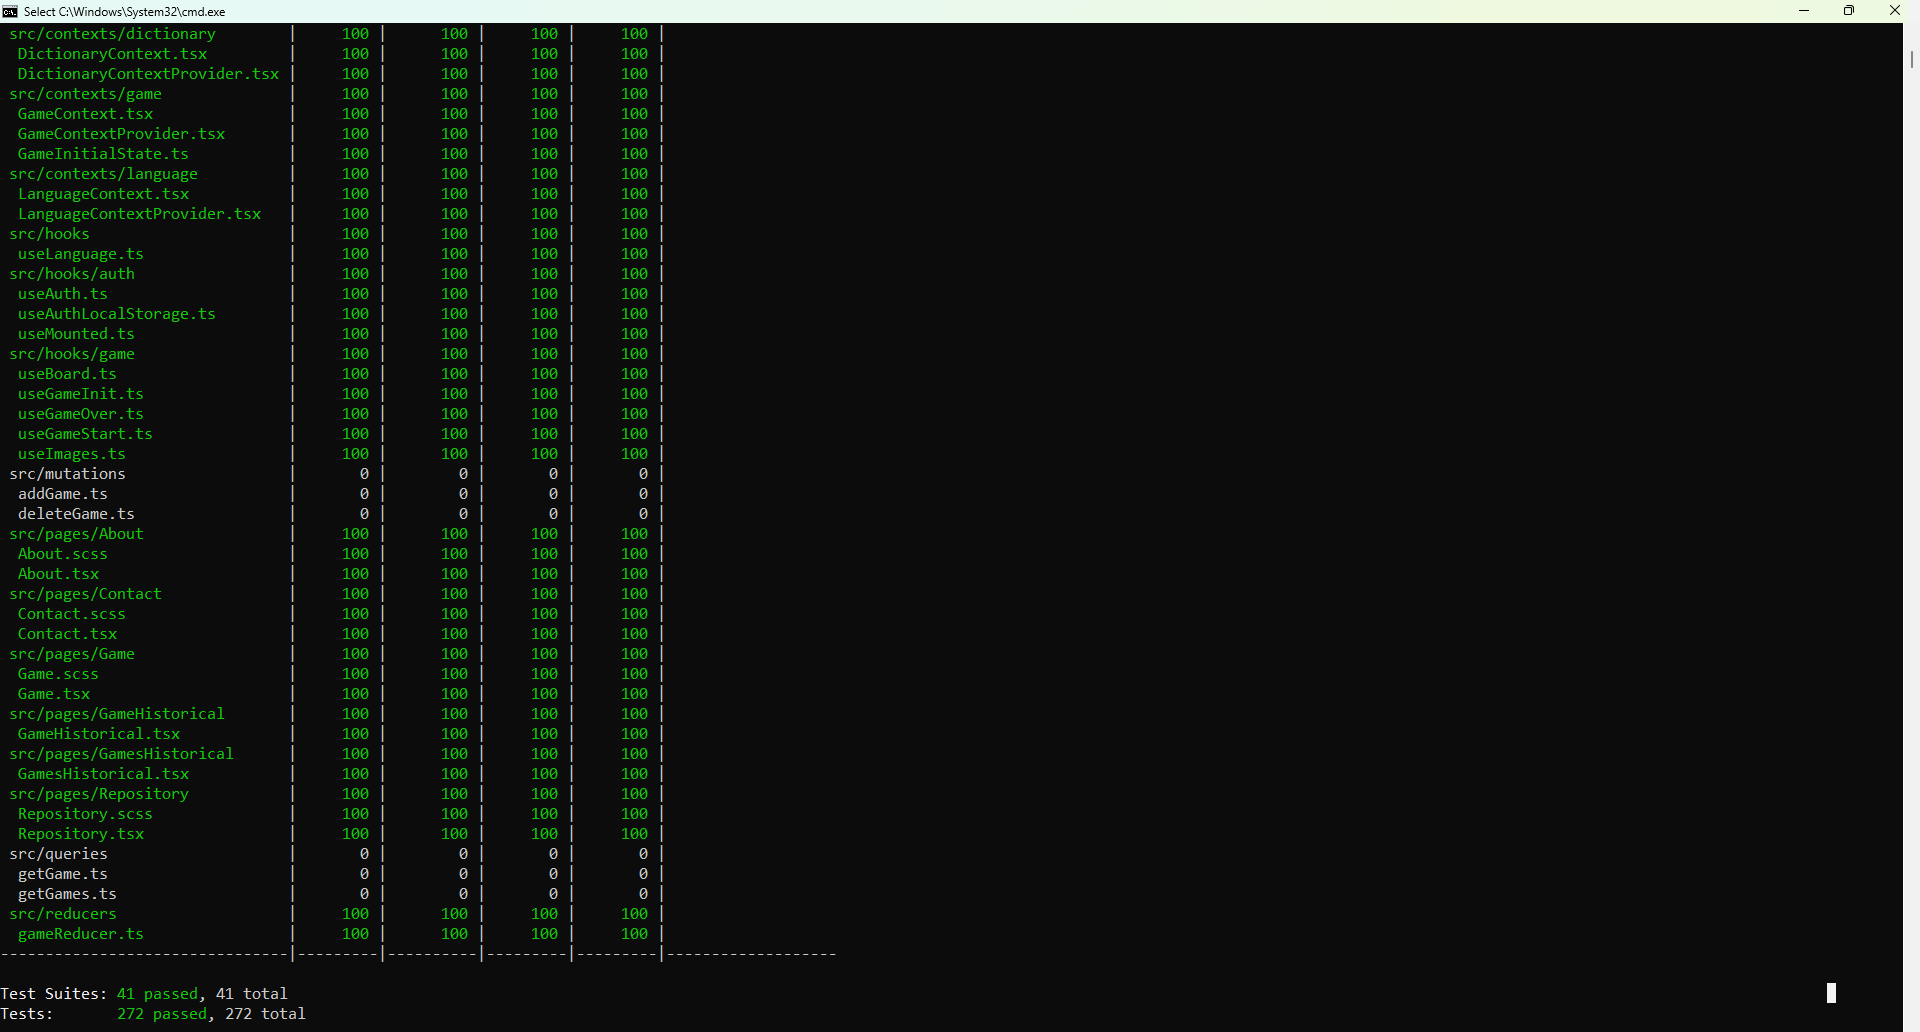 Select C:\Windows\System32\cmd.exe
src/contexts/dictionary | 100 | 100 | 100 | 100 |
DictionaryContext.tsx | 100 | 100 | 100 | 100 |
DictionaryContextProvider.tsx | 100 | 100 | 100 | 100 |
src/contexts/game | 100 | 100 | 100 | 100 |
GameContext.tsx | 100 | 100 | 100 | 100 |
GameContextProvider.tsx | 100 | 100 | 100 | 100 |
GameInitialState.ts | 100 | 100 | 100 | 100 |
src/contexts/language | 100 | 100 | 100 | 100 |
LanguageContext.tsx | 100 | 100 | 100 | 100 |
LanguageContextProvider.tsx | 100 | 100 | 100 | 100 |
src/hooks | 100 | 100 | 100 | 100 |
useLanguage.ts | 100 | 100 | 100 | 100 |
src/hooks/auth | 100 | 100 | 100 | 100 |
useAuth.ts | 100 | 100 | 100 | 100 |
useAuthLocalStorage.ts | 100 | 100 | 100 | 100 |
useMounted.ts | 100 | 100 | 100 | 100 |
src/hooks/game | 100 | 100 | 100 | 100 |
useBoard.ts | 100 | 100 | 100 | 100 |
useGameInit.ts | 100 | 100 | 100 | 100 |
useGameOver.ts | 100 | 100 | 100 | 100 |
useGameStart.ts | 100 | 100 | 100 | 100 |
useImages.ts | 100 | 100 | 100 | 100 |
src/mutations | 0 | 0 | 0 | 0 |
addGame.ts | 0 | 0 | 0 | 0 |
deleteGame.ts | 0 | 0 | 0 | 0 |
src/pages/About | 100 | 100 | 100 | 100 |
About.scss | 100 | 100 | 100 | 100 |
About.tsx | 100 | 100 | 100 | 100 |
src/pages/Contact | 100 | 100 | 100 | 100 |
Contact.scss | 100 | 100 | 100 | 100 |
Contact.tsx | 100 | 100 | 100 | 100 |
src/pages/Game | 100 | 100 | 100 | 100 |
Game.scss | 100 | 100 | 100 | 100 |
Game.tsx | 100 | 100 | 100 | 100 |
src/pages/GameHistorical | 100 | 100 | 100 | 100 |
GameHistorical.tsx | 100 | 100 | 100 | 100 |
src/pages/GamesHistorical | 100 | 100 | 100 | 100 |
GamesHistorical.tsx | 100 | 100 | 100 | 100 |
src/pages/Repository | 100 | 100 | 100 | 100 |
Repository.scss | 100 | 100 | 100 | 100 |
Repository.tsx | 100 | 100 | 100 | 100 |
src/queries | 0 | 0 | 0 | 0 |
getGame.ts | 0 | 0 | 0 | 0 |
getGames.ts | 0 | 0 | 0 | 0 |
src/reducers | 100 | 100 | 100 | 100 |
gameReducer.ts | 100 | 100 | 100 | 100 |
--------------------------------|---------|----------|---------|---------|-------------------
Test Suites: 41 passed, 41 total
Tests: 272 passed, 272 total